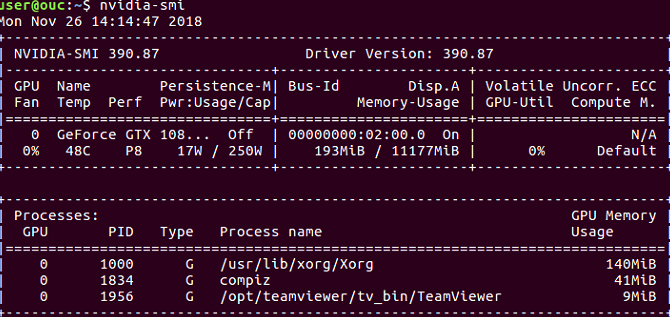 user@ouc:~$ nvidia-smi
Mon Nov 26 14:14:47 2018
+-----------------------------------------------------------------------------+
| NVIDIA-SMI 390.87                 Driver Version: 390.87                    |
|-------------------------------+----------------------+----------------------+
| GPU  Name        Persistence-M| Bus-Id        Disp.A | Volatile Uncorr. ECC |
| Fan  Temp  Perf  Pwr:Usage/Cap|         Memory-Usage | GPU-Util  Compute M. |
|===============================+======================+======================|
|   0  GeForce GTX 108...  Off  | 00000000:02:00.0  On |                  N/A |
|  0%   48C    P8    17W / 250W |    193MiB / 11177MiB |      0%      Default |
+-------------------------------+----------------------+----------------------+
+-----------------------------------------------------------------------------+
| Processes:                                                       GPU Memory |
|  GPU       PID   Type   Process name                             Usage      |
|=============================================================================|
|    0      1000      G   /usr/lib/xorg/Xorg                           140MiB |
|    0      1834      G   compiz                                        41MiB |
|    0      1956      G   /opt/teamviewer/tv_bin/TeamViewer              9MiB |
+-----------------------------------------------------------------------------+